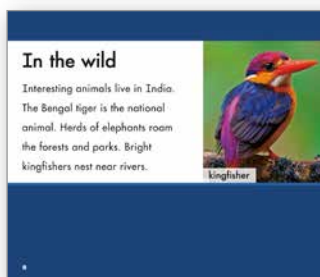 In the wild
Interesting animals live in India.
The Bengal tiger is the national
animal. Herds of elephants roam
the forests and parks. Bright
kingfishers nest near rivers.
kingfisher